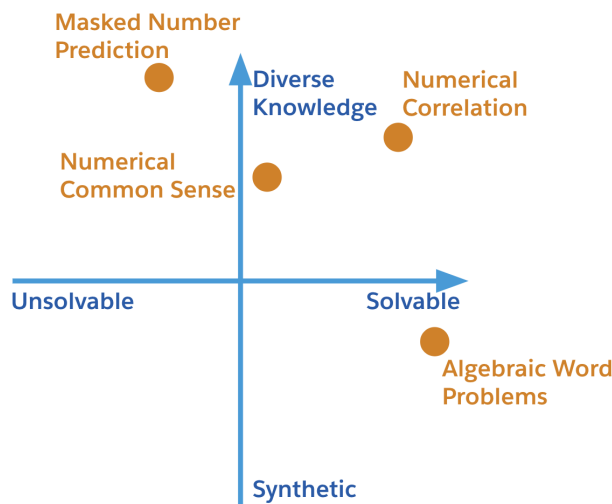 Masked Number
Prediction
Diverse
Knowledge
Numerical
Correlation
Numerical
Common Sense
Unsolvable
Solvable
Algebraic Word
Problems
Synthetic